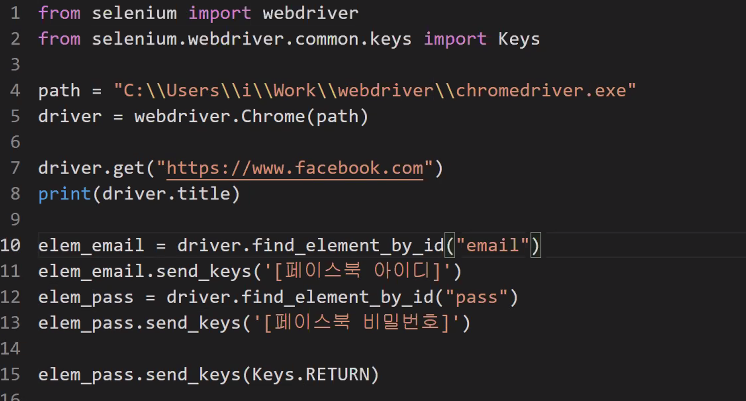 1 from selenium import webdriver
2 from selenium.webdriver.common.keys import Keys
3
4 path = "C:\\Users\\i\\Work\\webdriver\\chromedriver.exe"
5 driver = webdriver.Chrome(path)
6
7 driver.get("https://www.facebook.com")
8 print(driver.title)
9
10 elem_email = driver.find_element_by_id("email")
11 elem_email.send_keys('[페이스북 아이디]')
12 elem_pass = driver.find_element_by_id("pass")
13 elem_pass.send_keys('[페이스북 비밀번호]')
14
15 elem_pass.send_keys(Keys.RETURN)
16